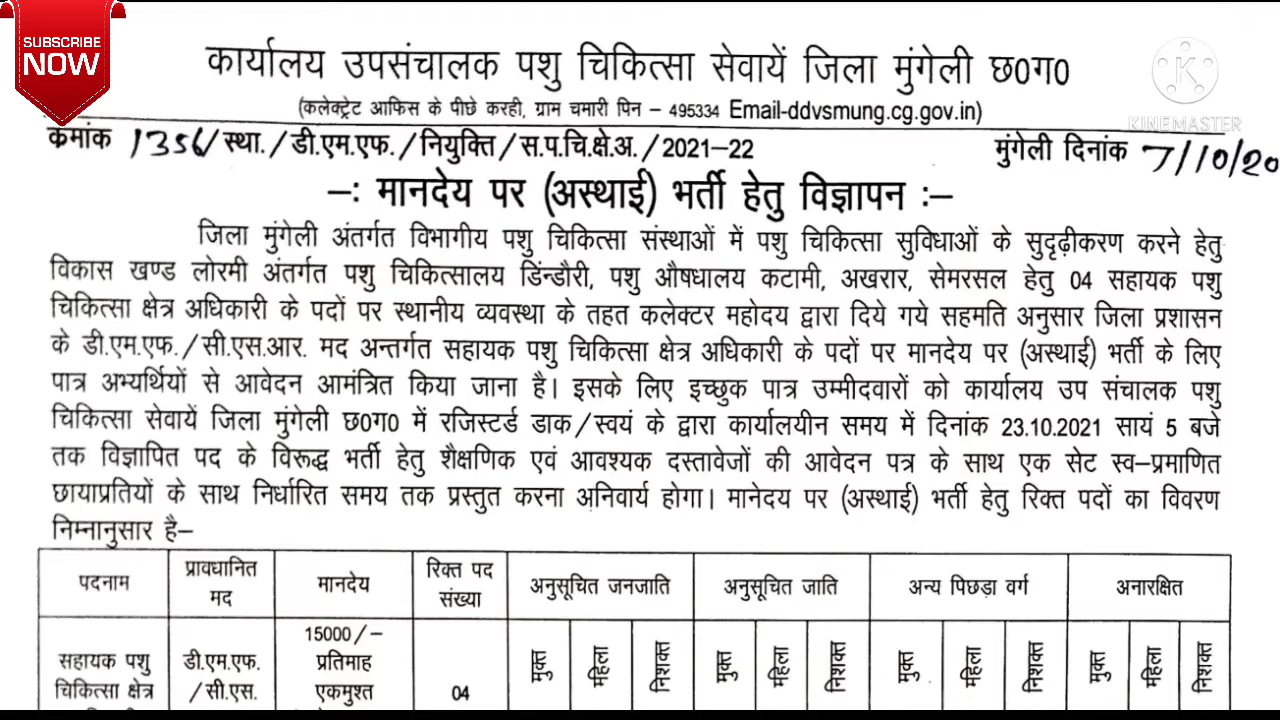 SUBSCRIBE
NOW
कार्यालय उपसंचालक पशु चिकित्सा सेवायें जिला मुंगेली छ0ग0
KINEMASTER
(कलेक्ट्रेट आफिस के पीछे करही, ग्राम चमारी पिन – 495334 Email-ddvsmung.cg.gov.in)
कमांक 1356/स्था./डी.एम.एफ./नियुक्ति/स.प.चि.क्षे.अ./2021–22 मुंगेली दिनांक 7/10/20
–: मानदेय पर (अस्थाई) भर्ती हेतु विज्ञापन :–
जिला मुंगेली अंतर्गत विभागीय पशु चिकित्सा संस्थाओं में पशु चिकित्सा सुविधाओं के सुदृढ़ीकरण करने हेतु
विकास खण्ड लोरमी अंतर्गत पशु चिकित्सालय डिंन्डौरी, पशु औषधालय कटामी, अखरार, सेमरसल हेतु 04 सहायक पशु
चिकित्सा क्षेत्र अधिकारी के पदों पर स्थानीय व्यवस्था के तहत कलेक्टर महोदय द्वारा दिये गये सहमति अनुसार जिला प्रशासन
के डी.एम.एफ./सी.एस.आर. मद अन्तर्गत सहायक पशु चिकित्सा क्षेत्र अधिकारी के पदों पर मानदेय पर (अस्थाई) भर्ती के लिए
पात्र अभ्यर्थियों से आवेदन आमंत्रित किया जाना है। इसके लिए इच्छुक पात्र उम्मीदवारों को कार्यालय उप संचालक पशु
चिकित्सा सेवायें जिला मुंगेली छ0ग0 में रजिस्टर्ड डाक/स्वयं के द्वारा कार्यालयीन समय में दिनांक 23.10.2021 सायं 5 बजे
तक विज्ञापित पद के विरूद्ध भर्ती हेतु शैक्षणिक एवं आवश्यक दस्तावेजों की आवेदन पत्र के साथ एक सेट स्व–प्रमाणित
छायाप्रतियों के साथ निर्धारित समय तक प्रस्तुत करना अनिवार्य होगा। मानेदय पर (अस्थाई) भर्ती हेतु रिक्त पदों का विवरण
निम्नानुसार है–
पदनाम प्रावधानित मद मानदेय रिक्त पद संख्या अनुसूचित जनजाति अनुसूचित जाति अन्य पिछड़ा वर्ग अनारक्षित
सहायक पशु चिकित्सा क्षेत्र डी.एम.एफ. /सी.एस. 15000/– प्रतिमाह एकमुश्त 04 मुक्त महिला निशक्त मुक्त महिला निशक्त मुक्त महिला निशक्त मुक्त महिला निशक्त